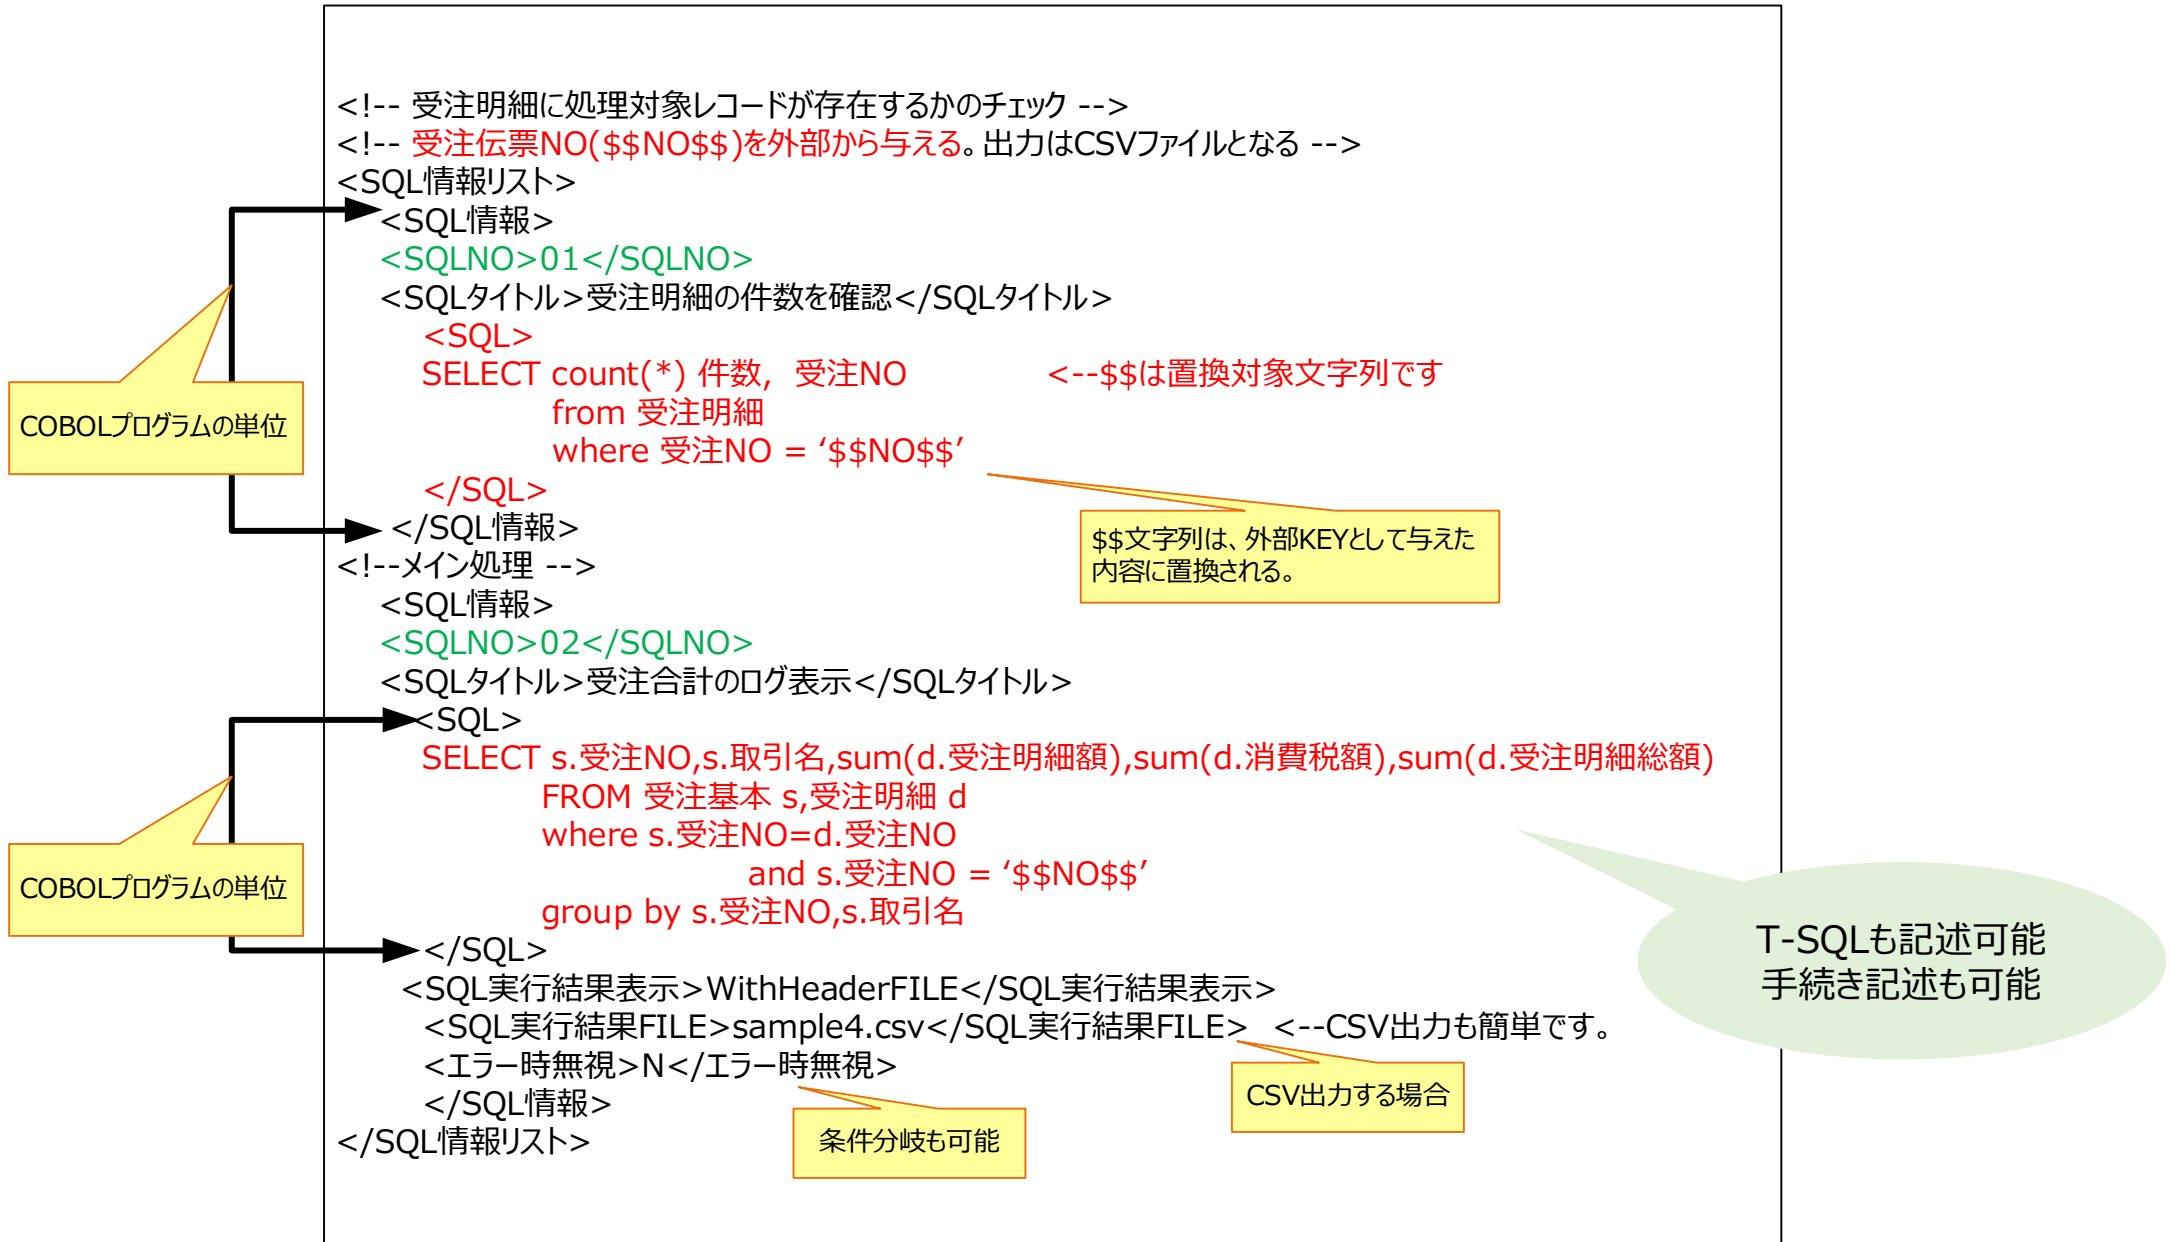 <!-- 受注明細に処理対象レコードが存在するかのチェック -->
<!-- 受注伝票NO($$NO$$)を外部から与える。出力はCSVファイルとなる -->
<SQL情報リスト>
<SQL情報>
<SQLNO>01</SQLNO>
<SQLタイトル>受注明細の件数を確認</SQLタイトル>
<SQL>
SELECT count(*) 件数, 受注NO <--$$は置換対象文字列です
from 受注明細
where 受注NO = ‘$$NO$$’
</SQL>
</SQL情報>
COBOLプログラムの単位
$$文字列は、外部KEYとして与えた
内容に置換される。
<!--メイン処理 -->
<SQL情報>
<SQLNO>02</SQLNO>
<SQLタイトル>受注合計のログ表示</SQLタイトル>
<SQL>
SELECT s.受注NO,s.取引名,sum(d.受注明細額),sum(d.消費税額),sum(d.受注明細総額)
FROM 受注基本 s,受注明細 d
where s.受注NO=d.受注NO
and s.受注NO = ‘$$NO$$’
group by s.受注NO,s.取引名
</SQL>
COBOLプログラムの単位
T-SQLも記述可能
手続き記述も可能
<SQL実行結果表示>WithHeaderFILE</SQL実行結果表示>
<SQL実行結果FILE>sample4.csv</SQL実行結果FILE> <--CSV出力も簡単です。
<エラー時無視>N</エラー時無視>
</SQL情報>
</SQL情報リスト>
CSV出力する場合
条件分岐も可能